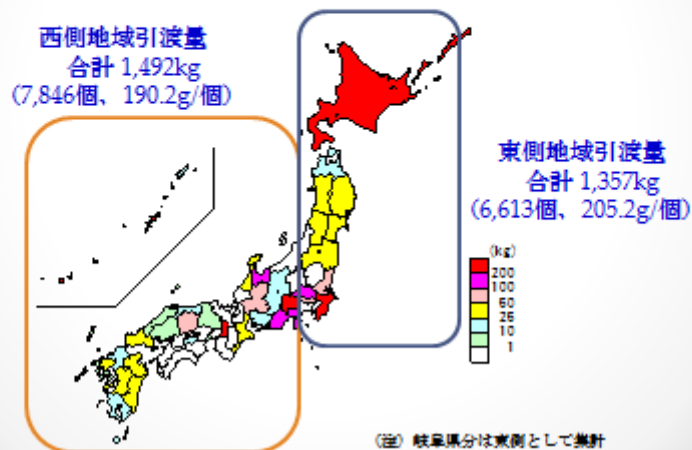 西側地域引渡量
合計 1,492kg
(7,846個、190.2g/個)
東側地域引渡量
合計 1,357kg
(6,613個、205.2g/個)
(kg)
200
100
60
26
10
1
(注) 岐阜県分は東側として集計